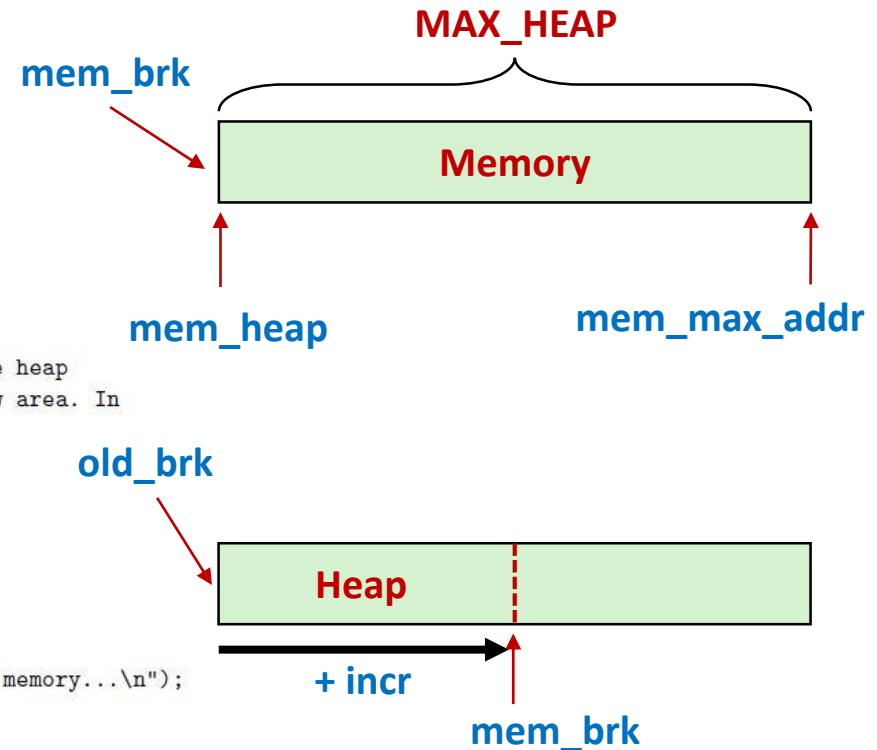 MAX_HEAP
mem_brk
Memory
mem_heap
mem_max_addr
heap
area. In
old_brk
Heap
memory...\n");
+ incr
mem_brk